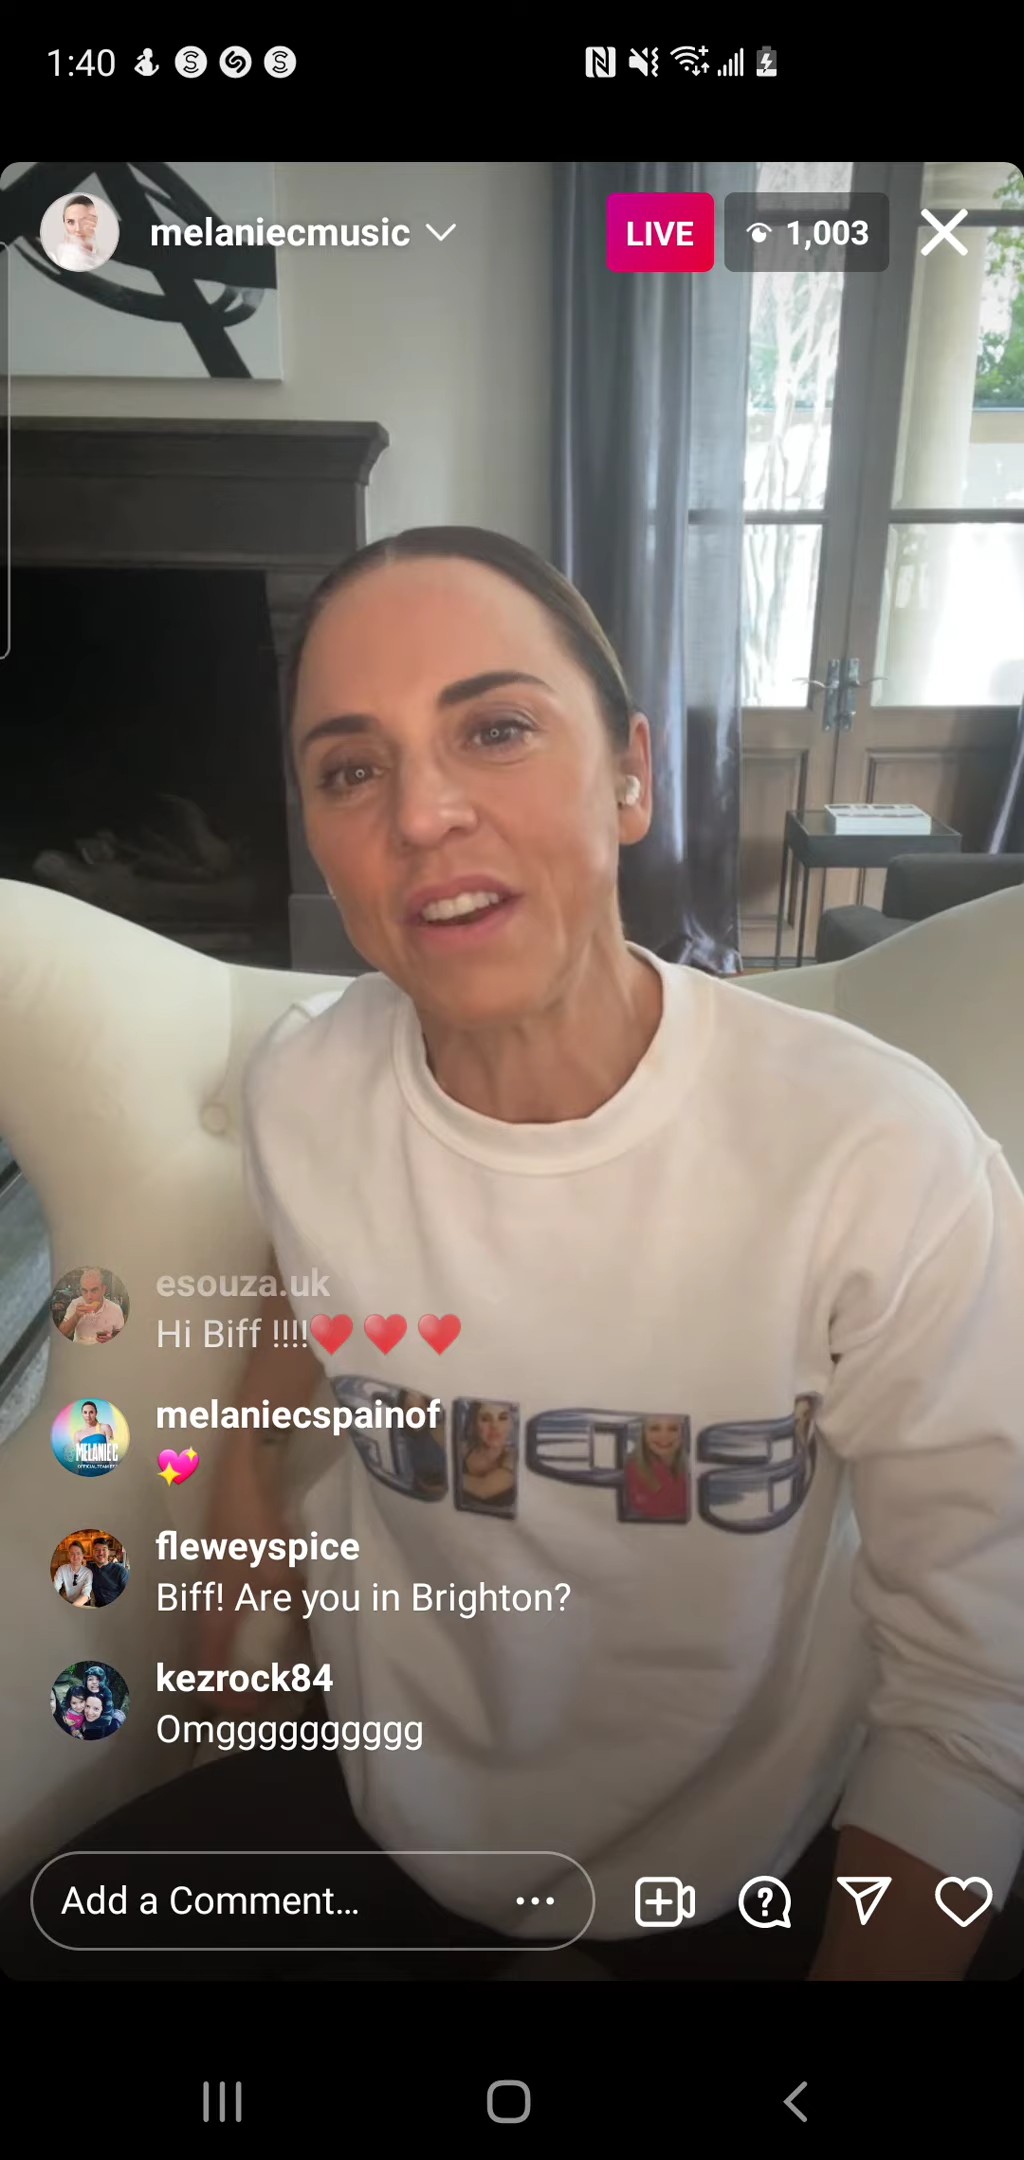 1:40
melaniecmusic
LIVE
1,003
esouza.uk
Hi Biff !!!!❤️❤️❤️
melaniecspainof
💖
fleweyspice
Biff! Are you in Brighton?
kezrock84
Omgggggggggg
Add a Comment...